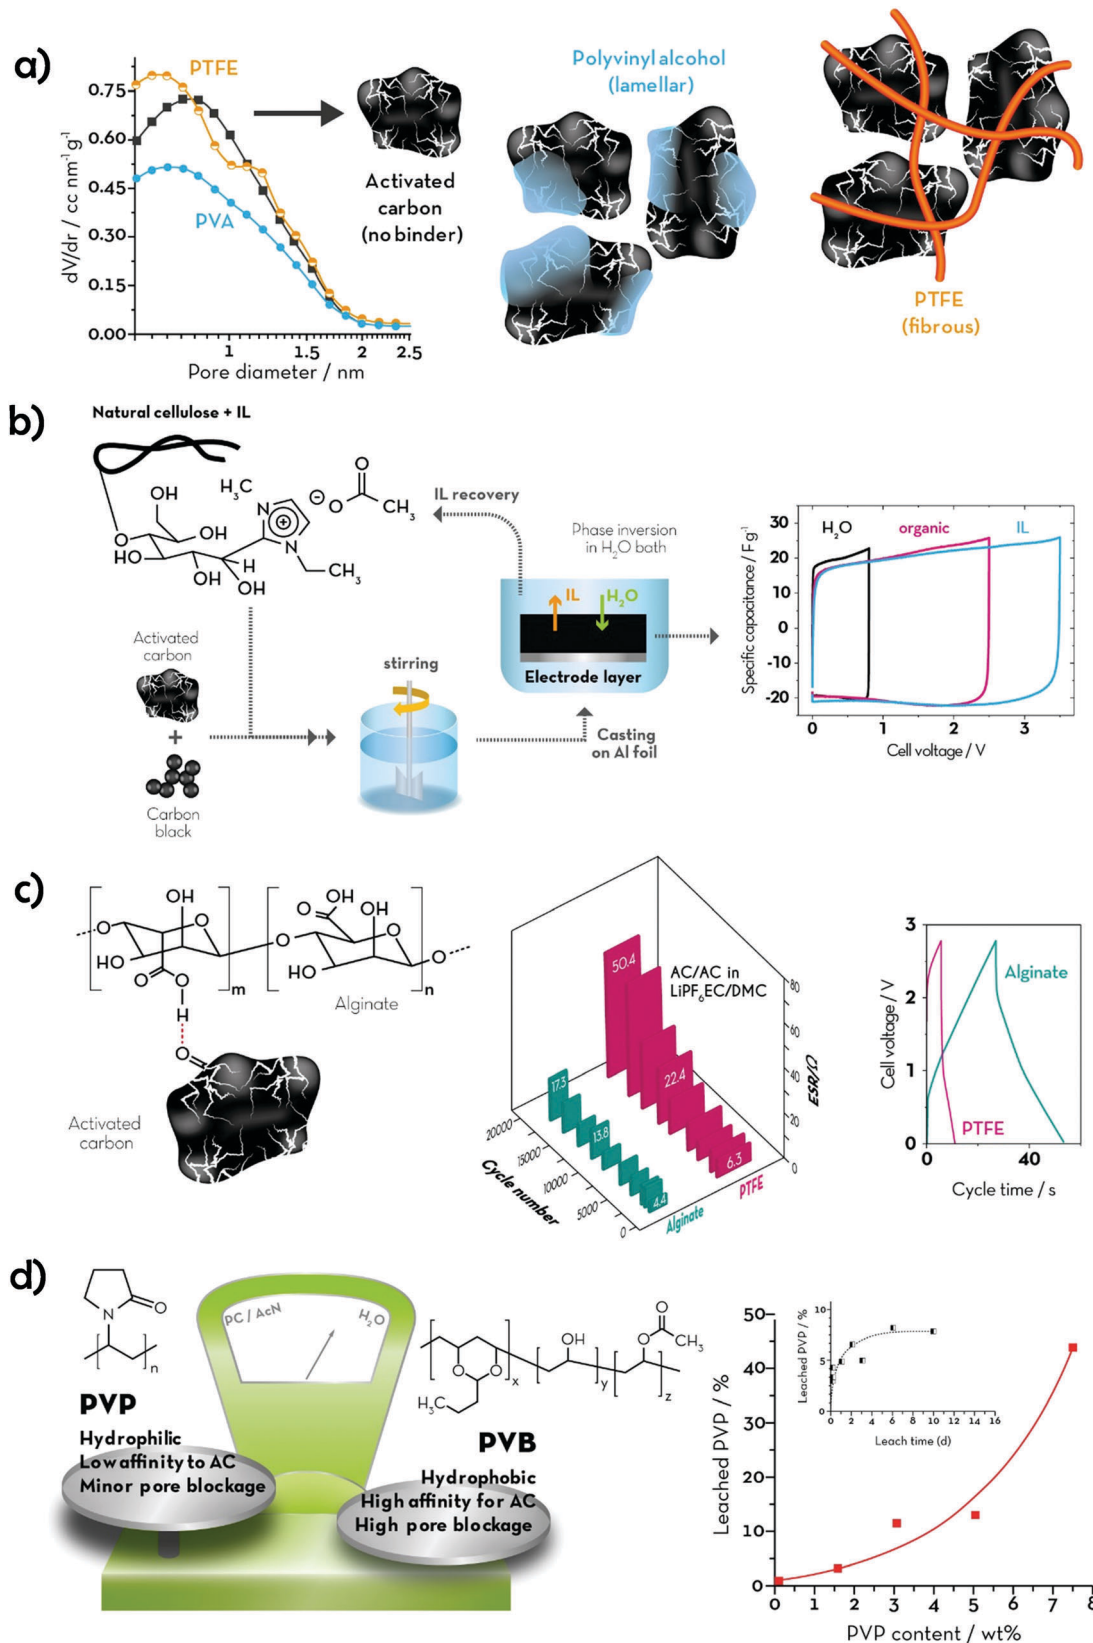 a)
PTFE
PVA
0.75
0.60
0.45
0.30
0.15
0.00
dV/dr / cc nm⁻¹ g⁻¹
1
1.5
2
2.5
Pore diameter / nm
Activated
carbon
(no binder)
Polyvinyl alcohol
(lamellar)
PTFE
(fibrous)
b)
Natural cellulose + IL
OH
O
HO
OH
HO
OH
OH
H
H₃C
N
⊕
N
CH₃
⊖
O
O
CH₃
IL recovery
Phase inversion
in H₂O bath
IL
H₂O
Electrode layer
Activated
carbon
+
Carbon
black
stirring
Casting
on Al foil
H₂O
organic
IL
30
20
10
0
-10
-20
Specific capacitance / F g⁻¹
0
1
2
3
Cell voltage / V
c)
O
OH
HO
O
O
O
H
m
O
OH
O
OH
HO
O
O
n
Alginate
O
Activated
carbon
AC/AC in
LiPF₆EC/DMC
50.4
22.4
6.3
17.3
13.8
4.4
80
60
40
20
0
ESR/Ω
20000
15000
10000
5000
0
Cycle number
Alginate
PTFE
3
2
1
0
Cell voltage / V
Alginate
PTFE
0
40
Cycle time / s
d)
N
O
n
PC / AcN
H₂O
PVP
Hydrophilic
Low affinity to AC
Minor pore blockage
O
O
x
H₃C
OH
y
O
O
CH₃
z
PVB
Hydrophobic
High affinity for AC
High pore blockage
50
40
30
20
10
0
Leached PVP / %
0
1
2
3
4
5
6
7
8
PVP content / wt%
10
5
0
Leached PVP / %
0
2
4
6
8
10
12
14
16
Leach time (d)